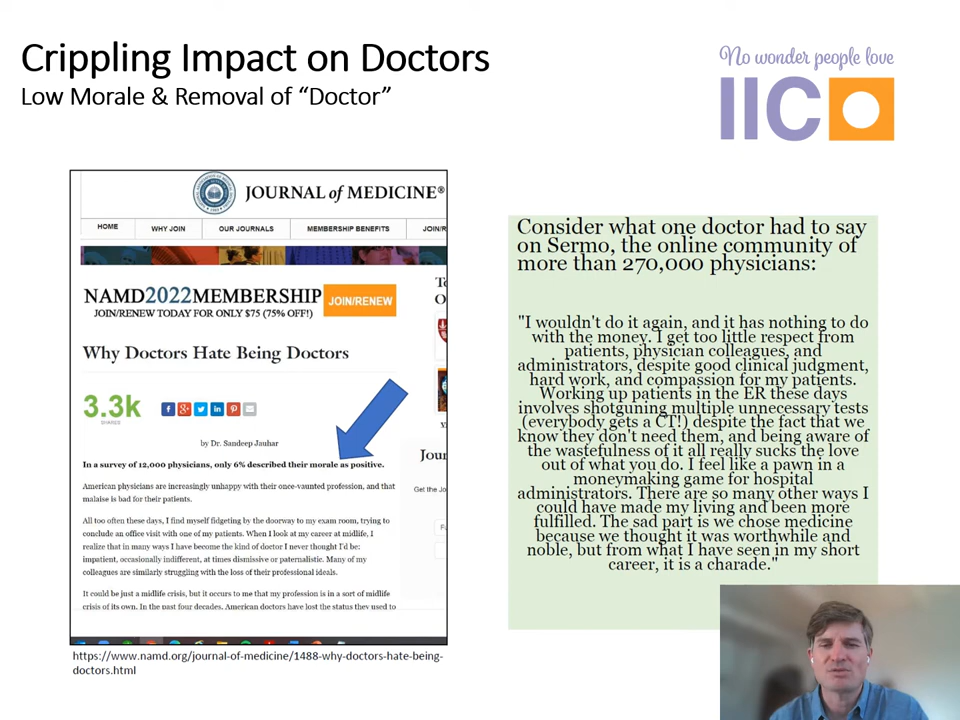 Crippling Impact on Doctors
Low Morale & Removal of “Doctor”
No wonder people love
IICO
JOURNAL of MEDICINE®
HOME
WHY JOIN
OUR JOURNALS
MEMBERSHIP BENEFITS
JOIN/R
NAMD2022MEMBERSHIP
JOIN/RENEW
JOIN/RENEW TODAY FOR ONLY $75 (75% OFF!)
Why Doctors Hate Being Doctors
3.3k
SHARES
by Dr. Sandeep Jauhar
In a survey of 12,000 physicians, only 6% described their morale as positive.
Jour
American physicians are increasingly unhappy with their once-vaunted profession, and that
malaise is bad for their patients.
Get the Jo
All too often these days, I find myself fidgeting by the doorway to my exam room, trying to
conclude an office visit with one of my patients. When I look at my career at midlife, I
realize that in many ways I have become the kind of doctor I never thought I'd be:
impatient, occasionally indifferent, at times dismissive or paternalistic. Many of my
colleagues are similarly struggling with the loss of their professional ideals.
It could be just a midlife crisis, but it occurs to me that my profession is in a sort of midlife
crisis of its own. In the past four decades, American doctors have lost the status they used to
https://www.namd.org/journal-of-medicine/1488-why-doctors-hate-being-
doctors.html
Consider what one doctor had to say
on Sermo, the online community of
more than 270,000 physicians:
"I wouldn't do it again, and it has nothing to do
with the money. I get too little respect from
patients, physician colleagues, and
administrators, despite good clinical judgment,
hard work, and compassion for my patients.
Working up patients in the ER these days
involves shotguning multiple unnecessary tests
(everybody gets a CT!) despite the fact that we
know they don't need them, and being aware of
the wastefulness of it all really sucks the love
out of what you do. I feel like a pawn in a
moneymaking game for hospital
administrators. There are so many other ways I
could have made my living and been more
fulfilled. The sad part is we chose medicine
because we thought it was worthwhile and
noble, but from what I have seen in my short
career, it is a charade."